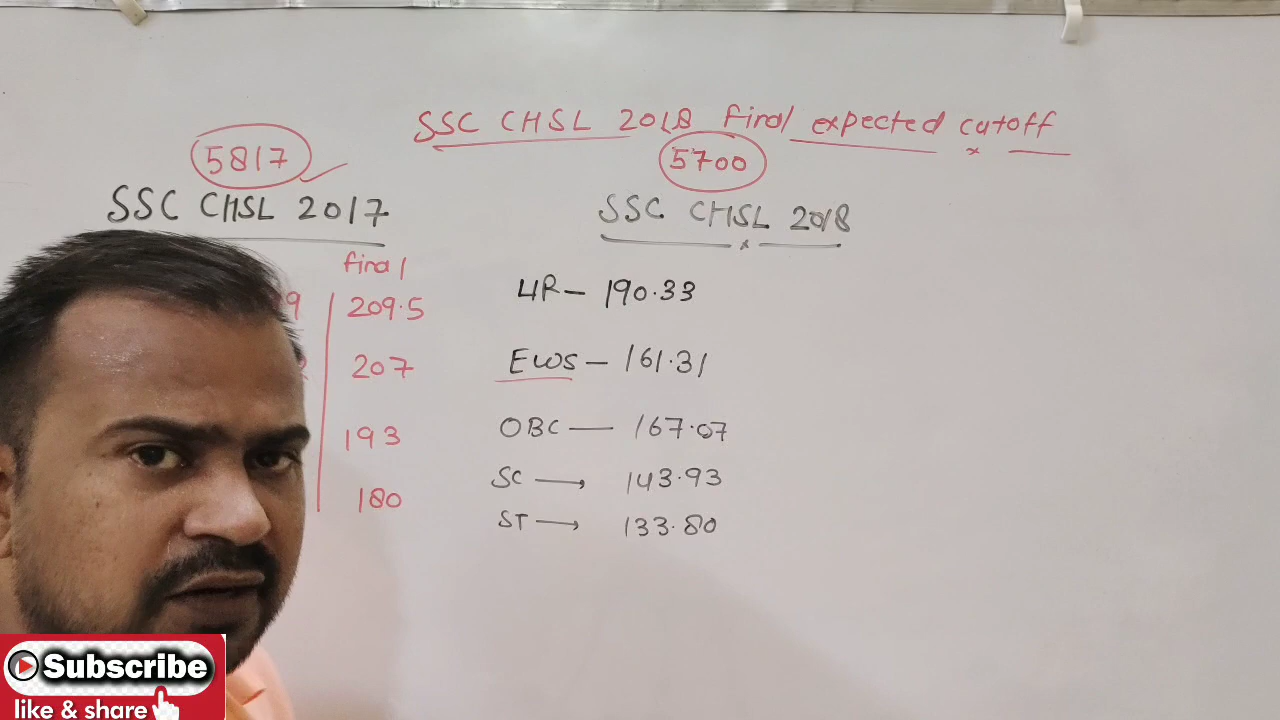 SSC CHSL 2018 final expected cutoff
5817
SSC CHSL 2017
final
209.5
207
193
180
5700
SSC CHSL 2018
UR - 190.33
EWS - 161.31
OBC - 167.07
SC → 143.93
ST → 133.80
Subscribe
like & share